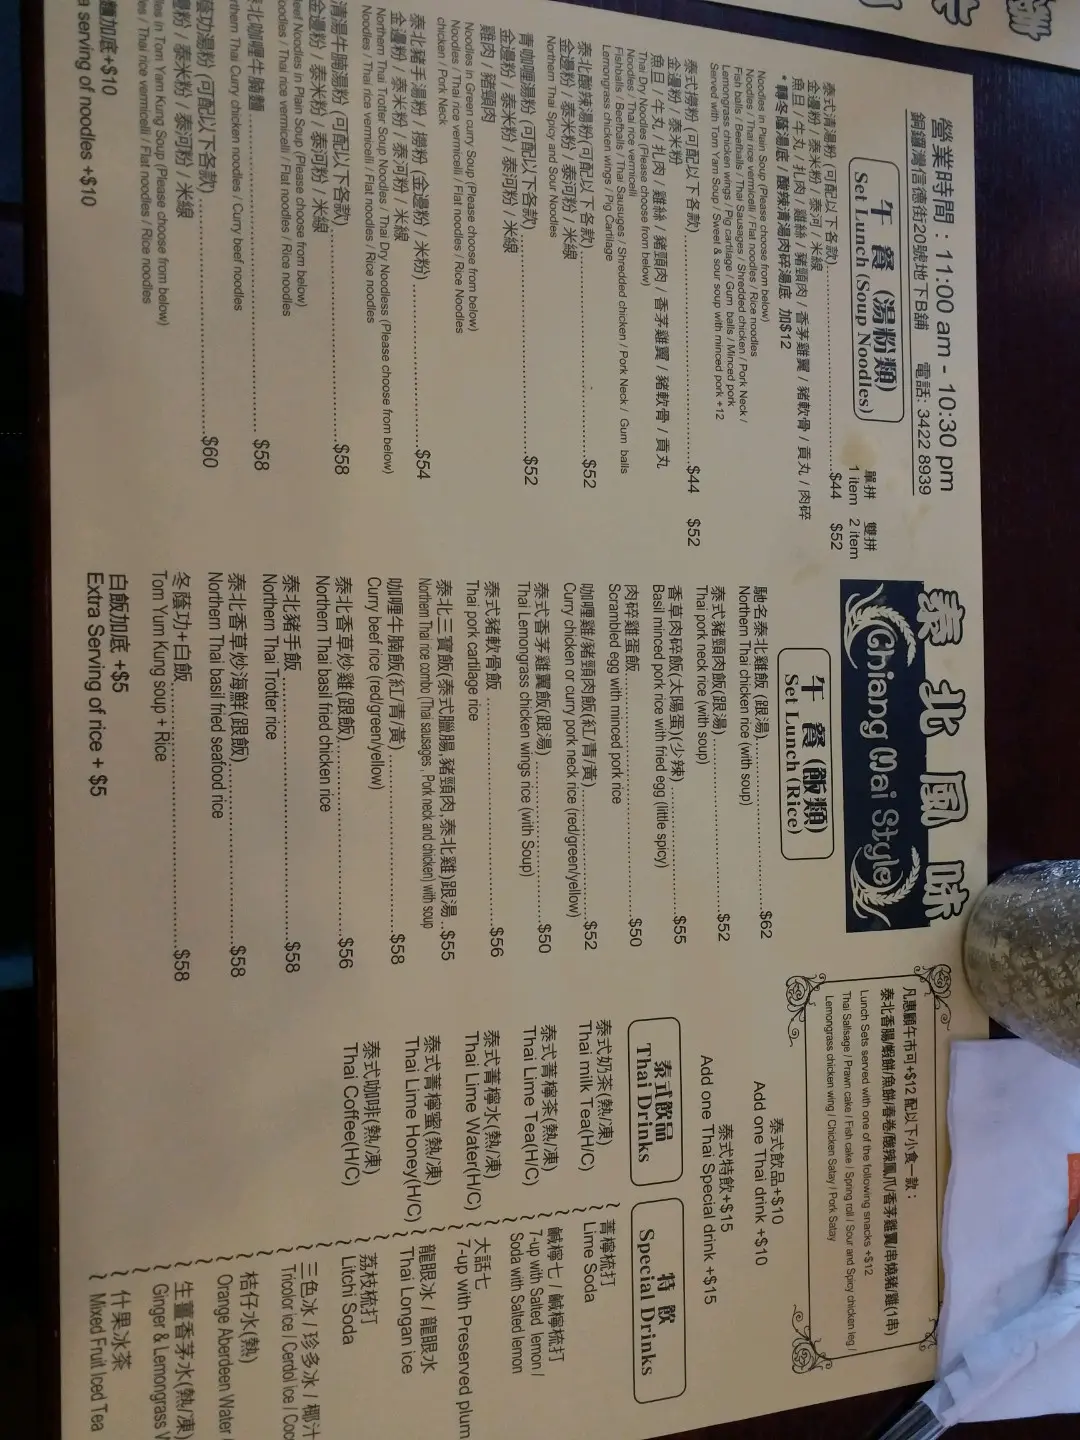 營業時間：11:00 am - 10:30 pm
銅鑼灣信德街20號地下B舖 電話: 3422 8939
泰北風味
Chiang Mai Style
午餐 (湯粉類)
Set Lunch (Soup Noodles)
單拼 雙拼
1 item 2 item
泰式清湯粉 (可配以下各款)....$44 $52
金邊粉 / 泰米粉 / 泰河 / 米線
魚旦 / 牛丸 / 扎肉 / 雞絲 / 豬頸肉 / 香茅雞翼 / 豬軟骨 / 貢丸 / 肉碎
* 轉冬蔭湯底 / 酸辣清湯肉碎湯底 加$12
Noodles in Plain Soup (Please choose from below)
Noodles / Thai rice vermicelli / Flat noodles / Rice noodles
Fish balls / Beefballs / Thai Sausages / Shredded chicken / Pork Neck /
Lemongrass chicken wings / Pig cartilage / Gum balls / Minced pork
Served with Tom Yam Soup / Sweet & sour soup with minced pork +12
泰式撈粉 (可配以下各款)....$44 $52
金邊粉 / 泰米粉
魚旦 / 牛丸 / 扎肉 / 雞絲 / 豬頸肉 / 香茅雞翼 / 豬軟骨 / 貢丸
Thai Dry Noodles (Please choose from below)
Noodles / Thai rice vermicelli
Fishballs / Beefballs / Thai Sausuges / Shredded chicken / Pork Neck / Gum balls
Lemongrass chicken wings / Pig Cartilage
泰北酸辣湯粉(可配以下各款)....$52
金邊粉 / 泰米粉 / 泰河粉 / 米線
Northern Thai Spicy and Sour Noodles
青咖喱湯粉 (可配以下各款)....$52
金邊粉 / 泰米粉 / 泰河粉 / 米線
雞肉 / 豬頸肉
Noodles in Green curry Soup (Please choose from below)
Noodles / Thai rice vermicelli / Flat noodles / Rice Noodles
chicken / Pork Neck
泰北豬手湯粉 / 撈粉 (金邊粉 / 米粉)....$54
金邊粉 / 泰米粉 / 泰河粉 / 米線
Northern Thai Trotter Soup Noodles / Thai Dry Noodless (Please choose from below)
Noodles / Thai rice vermicelli / Flat noodles / Rice noodles
清湯牛腩湯粉 (可配以下各款)....$58
金邊粉 / 泰米粉 / 泰河粉 / 米線
Beef Noodles in Plain Soup (Please choose from below)
Noodles / Thai rice vermicelli / Flat noodles / Rice noodles
泰北咖喱牛腩麵....$58
Northern Thai Curry chicken noodles / Curry beef noodles
蔭功湯粉 (可配以下各款)....$60
邊粉 / 泰米粉 / 泰河粉 / 米線
les in Tom Yam Kung Soup (Please choose from below)
les / Thai rice vermicelli / Flat noodles / Rice noodles
麵加底+$10
a serving of noodles +$10
午餐 (飯類)
Set Lunch (Rice)
馳名泰北雞飯 (跟湯)....$62
Northern Thai chicken rice (with soup)
泰式豬頸肉飯(跟湯)....$52
Thai pork neck rice (with soup)
香草肉碎飯(太陽蛋)(少辣)....$55
Basil minced pork rice with fried egg (little spicy)
肉碎雞蛋飯....$50
Scrambled egg with minced pork rice
咖喱雞/豬頸肉飯(紅/青/黃)....$52
Curry chicken or curry pork neck rice (red/green/yellow)
泰式香茅雞翼飯(跟湯)....$50
Thai Lemongrass chicken wings rice (with Soup)
泰式豬軟骨飯....$56
Thai pork cartilage rice
泰北三寶飯(泰式臘腸,豬頸肉,泰北雞)跟湯..$55
Northern Thai rice combo (Thai sausages , Pork neck and chicken) with soup
咖喱牛腩飯(紅/青/黃)....$58
Curry beef rice (red/green/yellow)
泰北香草炒雞(跟飯)....$56
Northern Thai basil fried chicken rice
泰北豬手飯....$58
Northern Thai Trotter rice
泰北香草炒海鮮(跟飯)....$58
Northern Thai basil fried seafood rice
冬蔭功+白飯....$58
Tom Yum Kung soup + Rice
白飯加底 +$5
Extra Serving of rice + $5
凡惠顧午市可+$12 配以下小食一款：
泰北香腸/蝦餅/魚餅/春卷/酸辣鳳爪/香茅雞翼/串燒豬/雞(1串)
Lunch Sets served with one of the following snacks +$12
Thai Sallsage / Prawn cake / Fish cake / Spring roll / Sour and Spicy chicken leg /
Lemongrass chicken wing / Chicken Satay / Pork Satay
泰式飲品+$10
Add one Thai drink +$10
泰式特飲+$15
Add one Thai Special drink +$15
泰式飲品
Thai Drinks
泰式奶茶(熱/凍)
Thai milk Tea(H/C)
泰式菁檸茶(熱/凍)
Thai Lime Tea(H/C)
泰式菁檸水(熱/凍)
Thai Lime Water(H/C)
泰式菁檸蜜(熱/凍)
Thai Lime Honey(H/C)
泰式咖啡(熱/凍)
Thai Coffee(H/C)
特飲
Special Drinks
菁檸梳打
Lime Soda
鹹檸七 / 鹹檸梳打
7-up with Salted lemon /
Soda with Salted lemon
大話七
7-up with Preserved plum
龍眼冰 / 龍眼水
Thai Longan ice
荔枝梳打
Litchi Soda
三色冰 / 珍多冰 / 椰汁
Tricolor ice / Cerdol Ice / Coc
桔仔水(熱)
Orange Aberdeen Water
生薑香茅水(熱/凍)
Ginger & Lemongrass W
什果冰茶
Mixed Fruit Iced Tea